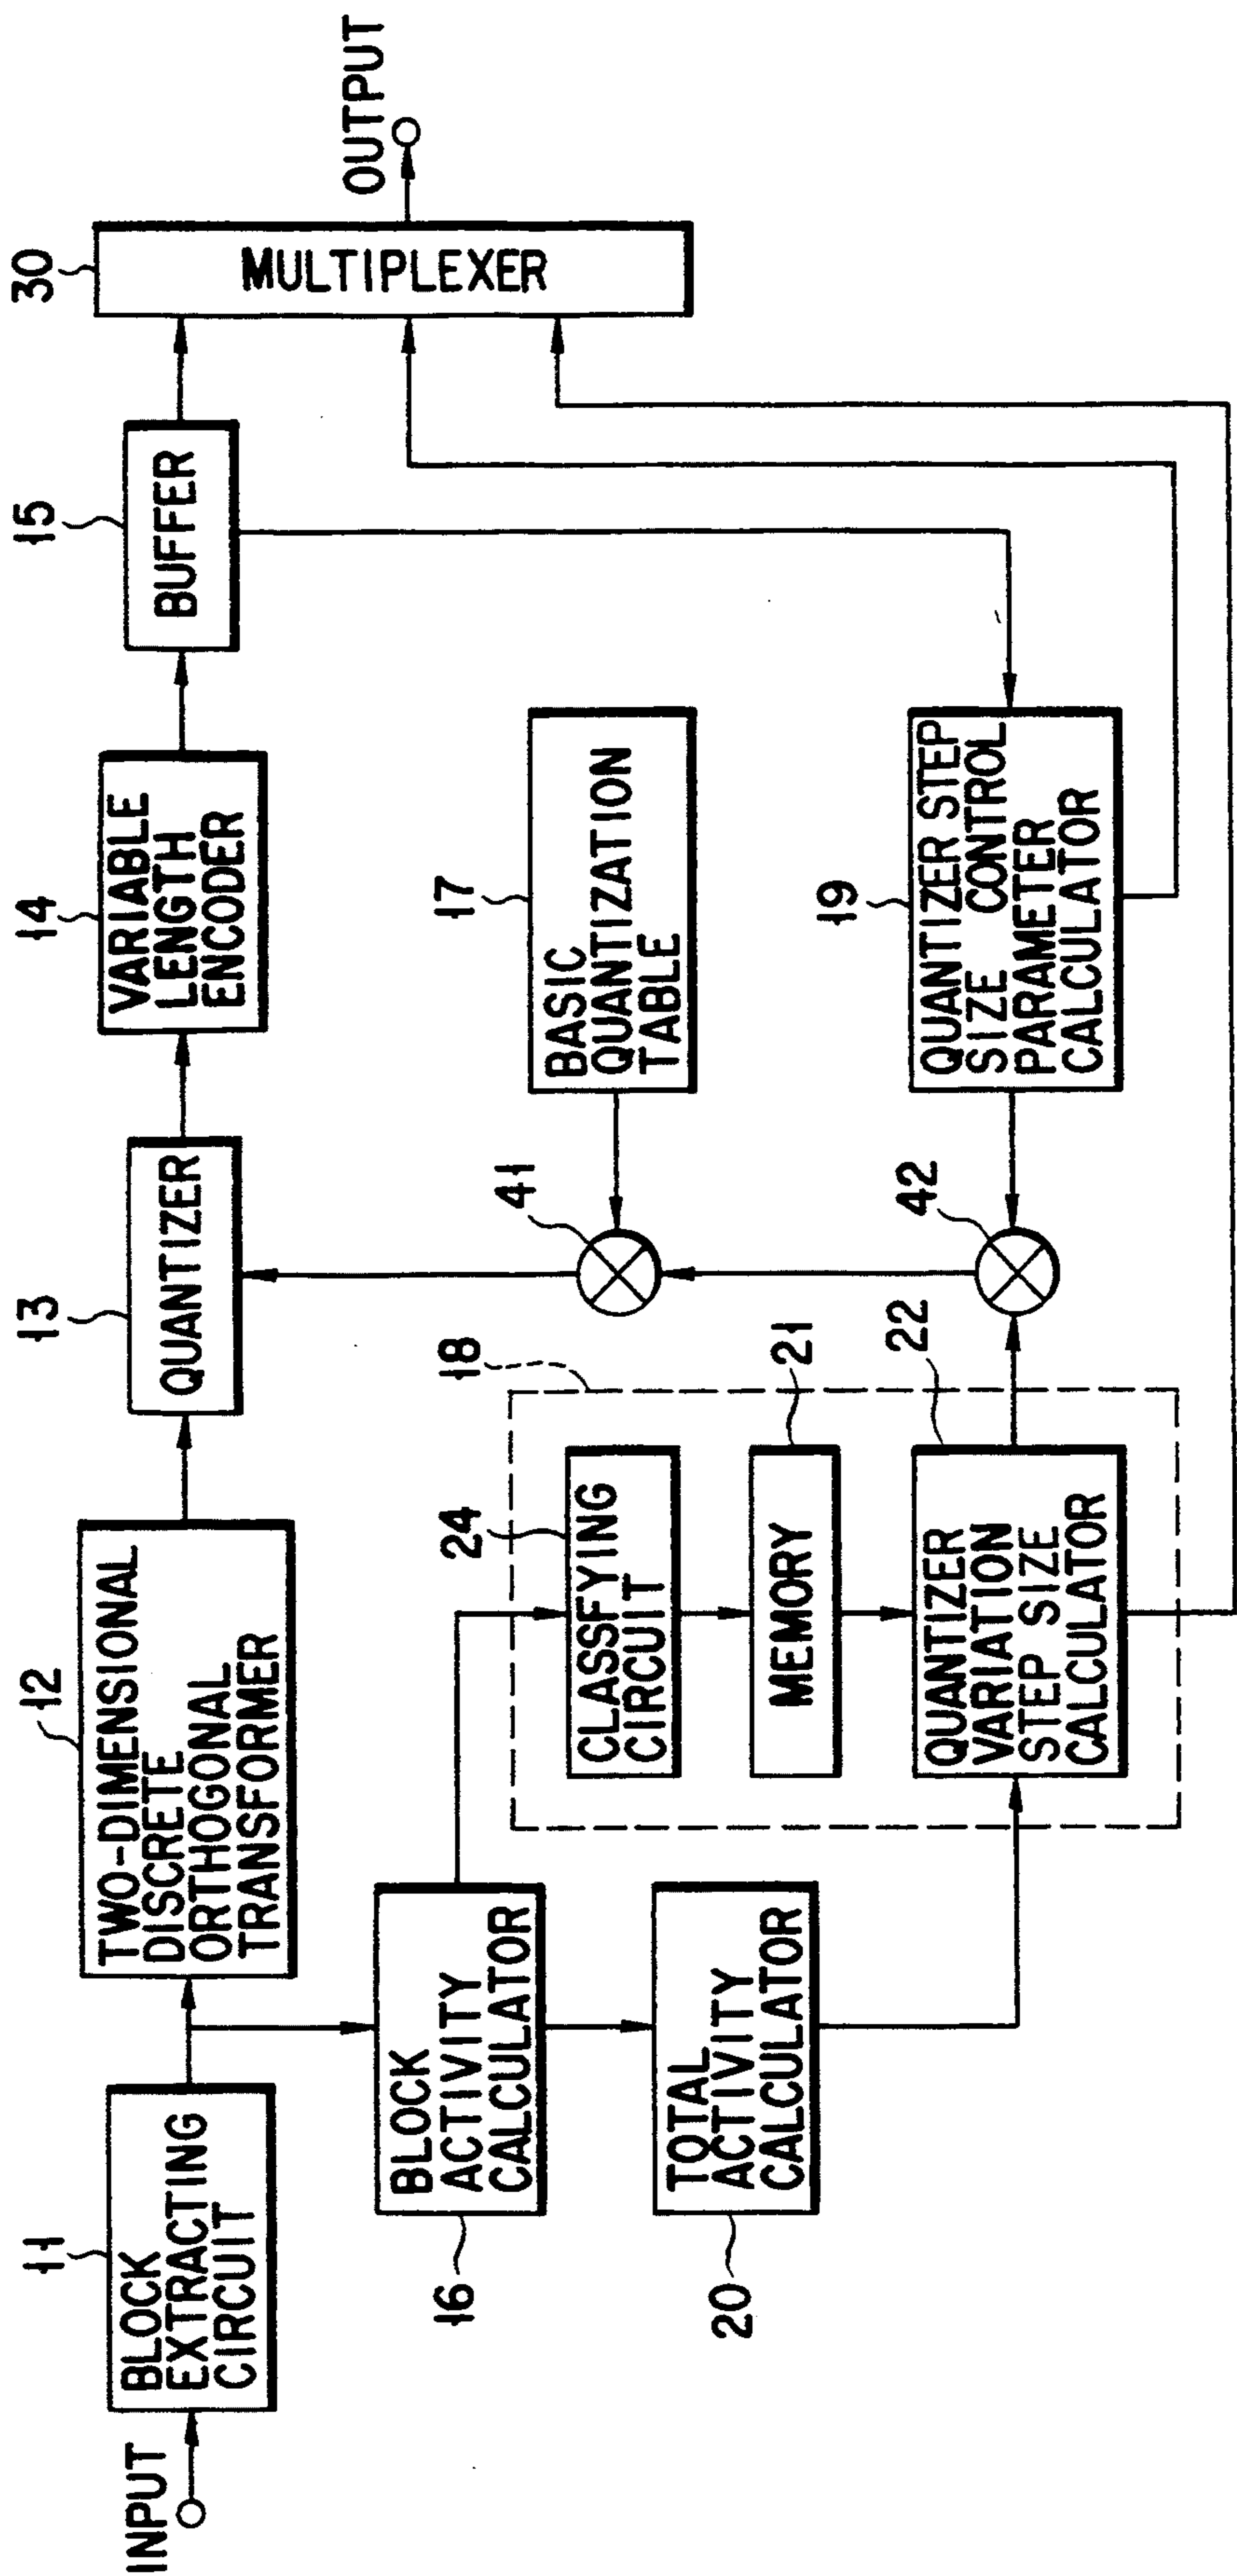 INPUT
11
BLOCK
EXTRACTING
CIRCUIT
12
TWO-DIMENSIONAL
DISCRETE
ORTHOGONAL
TRANSFORMER
13
QUANTIZER
14
VARIABLE
LENGTH
ENCODER
15
BUFFER
30
MULTIPLEXER
OUTPUT
16
BLOCK
ACTIVITY
CALCULATOR
20
TOTAL
ACTIVITY
CALCULATOR
18
24
CLASSFYING
CIRCUIT
21
MEMORY
22
QUANTIZER
VARIATION
STEP SIZE
CALCULATOR
41
42
17
BASIC
QUANTIZATION
TABLE
19
QUANTIZER STEP
SIZE CONTROL
PARAMETER
CALCULATOR